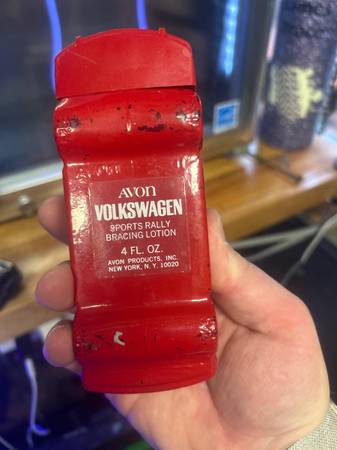 AVON
VOLKSWAGEN
SPORTS RALLY
BRACING LOTION
4 FL. OZ.
AVON PRODUCTS, INC.
NEW YORK, N.Y. 10020